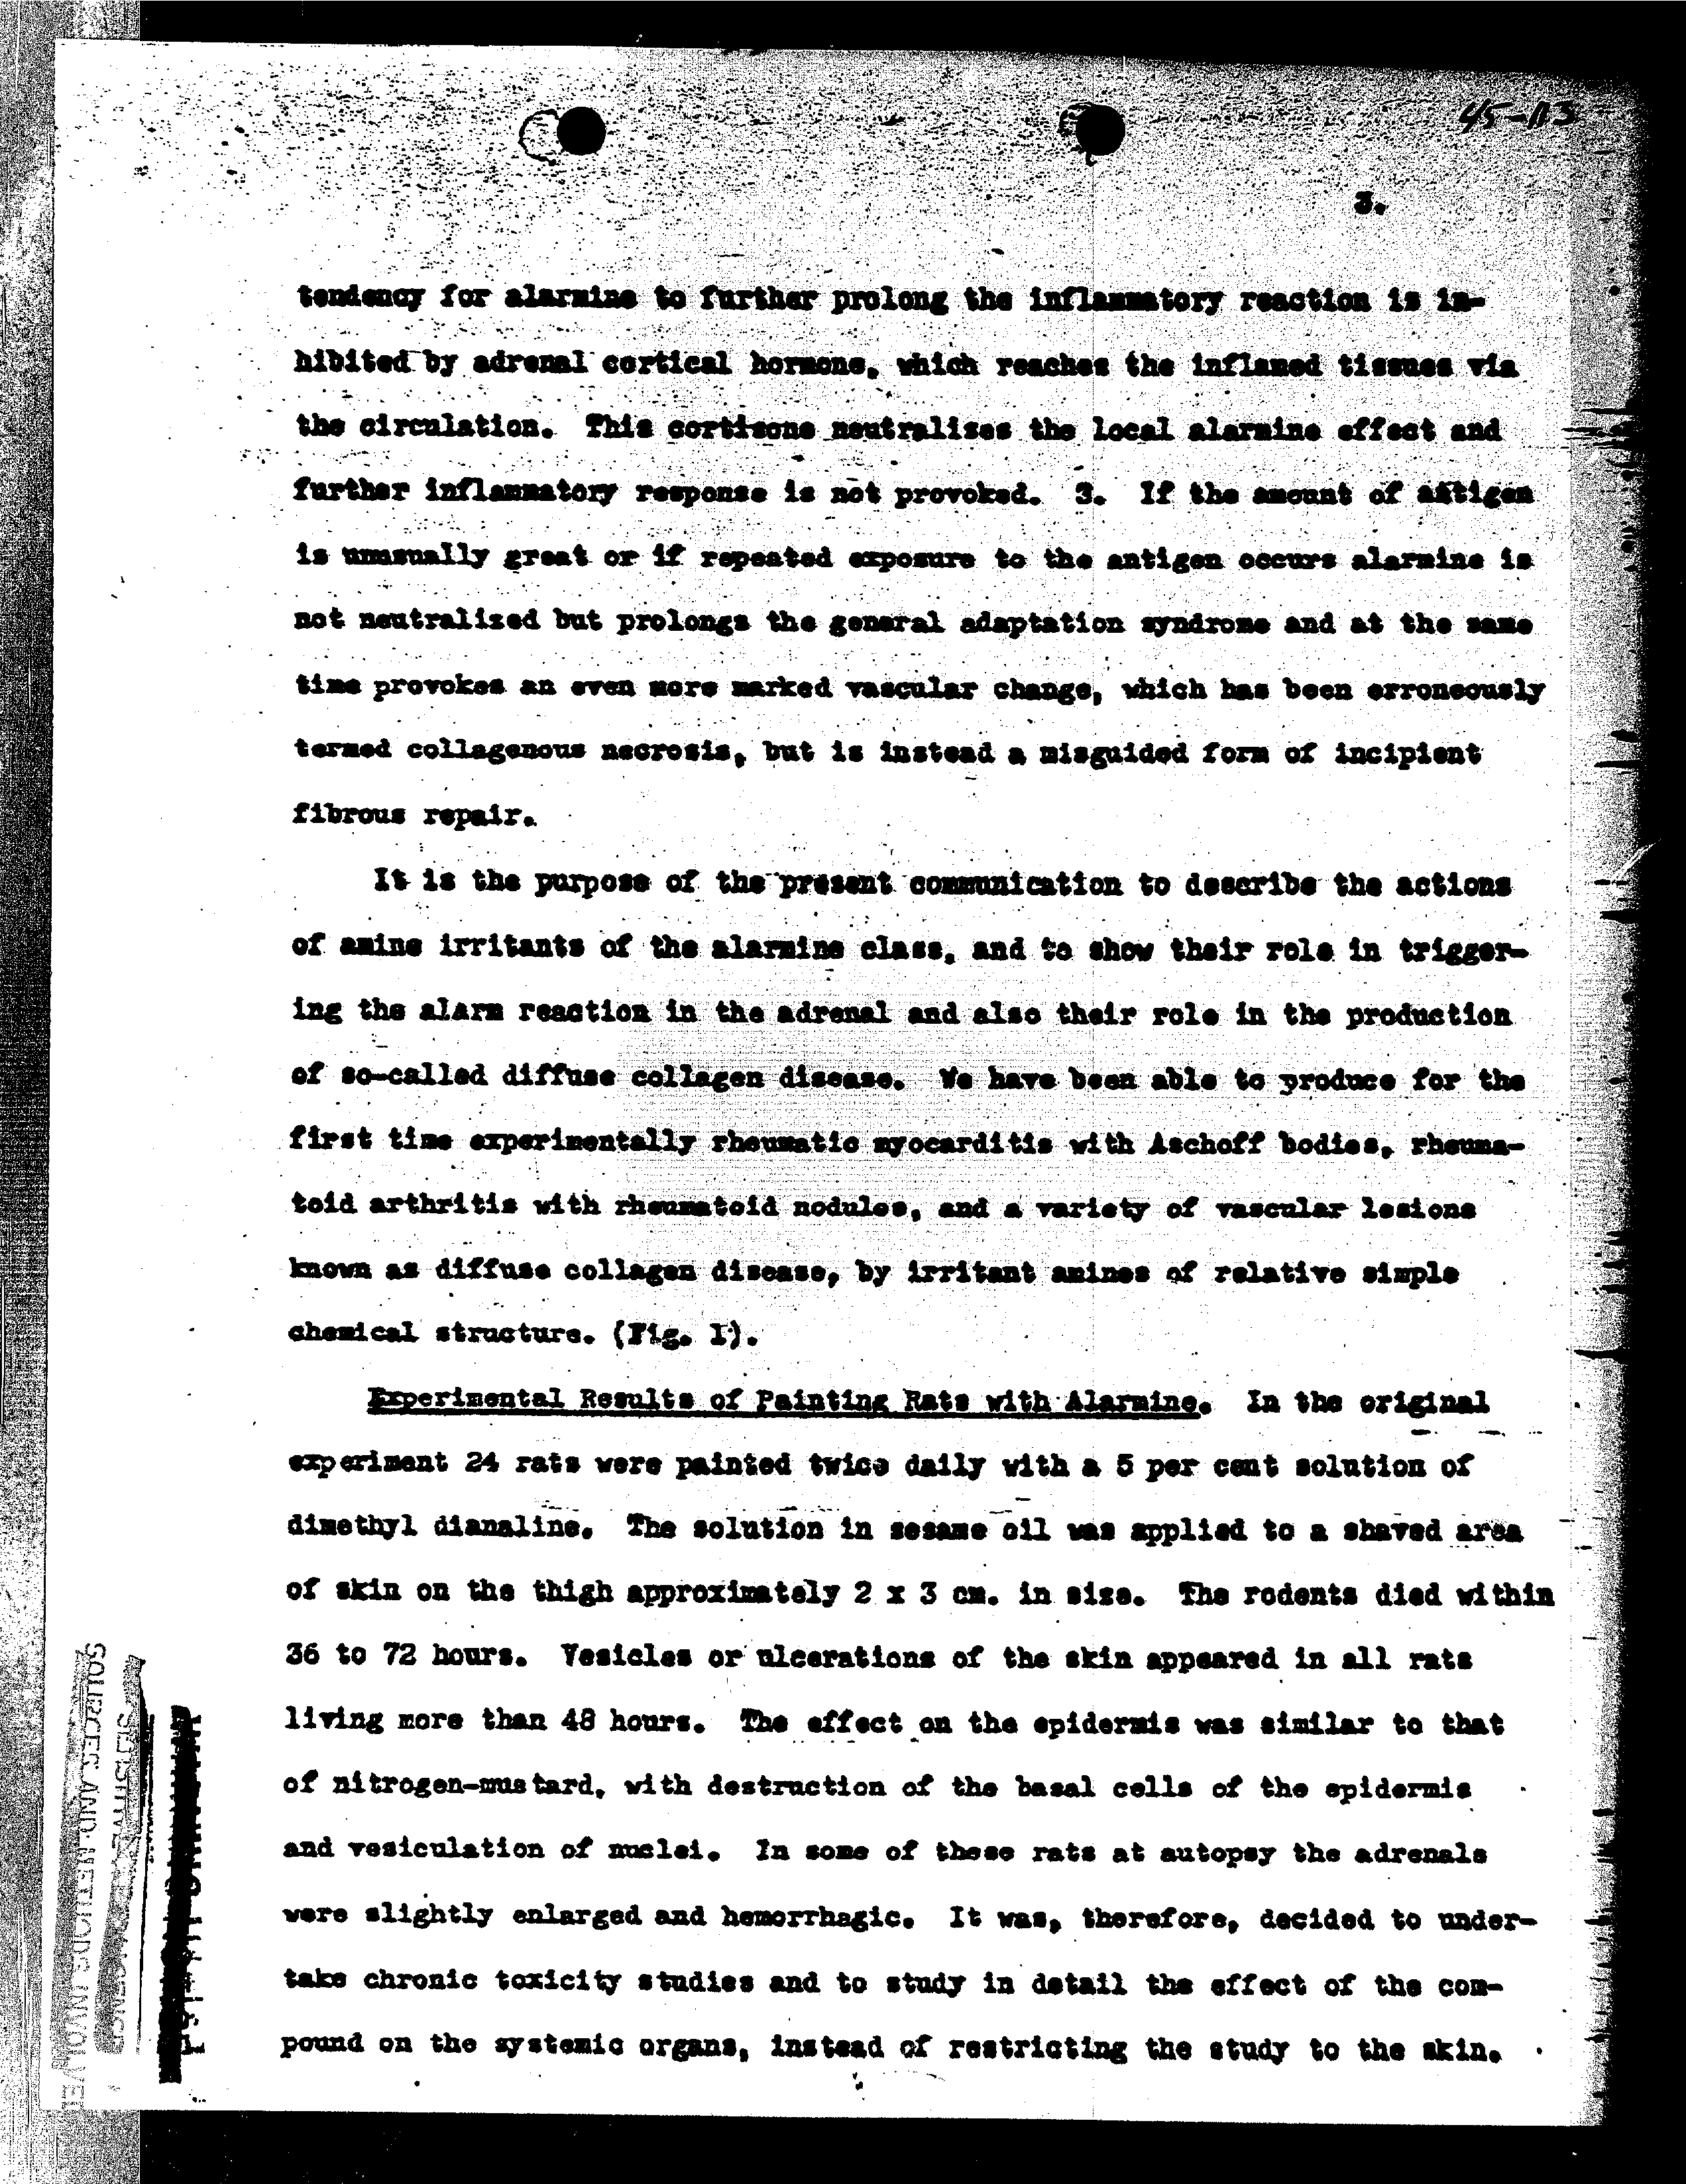 45-113
3.
tendency for alarmine to further prolong the inflammatory reaction is in-
hibited by adrenal cortical hormone, which reaches the inflamed tissues via
the circulation. This cortisone neutralizes the local alarmine effect and
further inflammatory response is not provoked. 3. If the amount of antigen
is unusually great or if repeated exposure to the antigen occurs alarmine is
not neutralized but prolongs the general adaptation syndrome and at the same
time provokes an even more marked vascular change, which has been erroneously
termed collagenous necrosis, but is instead a misguided form of incipient
fibrous repair.
It is the purpose of the present communication to describe the actions
of amine irritants of the alarmine class, and to show their role in trigger-
ing the alarm reaction in the adrenal and also their role in the production
of so-called diffuse collagen disease. We have been able to produce for the
first time experimentally rheumatic myocarditis with Aschoff bodies, rheuma-
toid arthritis with rheumatoid nodules, and a variety of vascular lesions
known as diffuse collagen disease, by irritant amines of relative simple
chemical structure. (Fig. I).
Experimental Results of Painting Rats with Alarmine. In the original
experiment 24 rats were painted twice daily with a 5 per cent solution of
dimethyl dianaline. The solution in sesame oil was applied to a shaved area
of skin on the thigh approximately 2 x 3 cm. in size. The rodents died within
36 to 72 hours. Vesicles or ulcerations of the skin appeared in all rats
living more than 48 hours. The effect on the epidermis was similar to that
of nitrogen-mustard, with destruction of the basal cells of the epidermis
and vesiculation of nuclei. In some of these rats at autopsy the adrenals
were slightly enlarged and hemorrhagic. It was, therefore, decided to under-
take chronic toxicity studies and to study in detail the effect of the com-
pound on the systemic organs, instead of restricting the study to the skin.
SOURCES AND METHODS INVOLVED